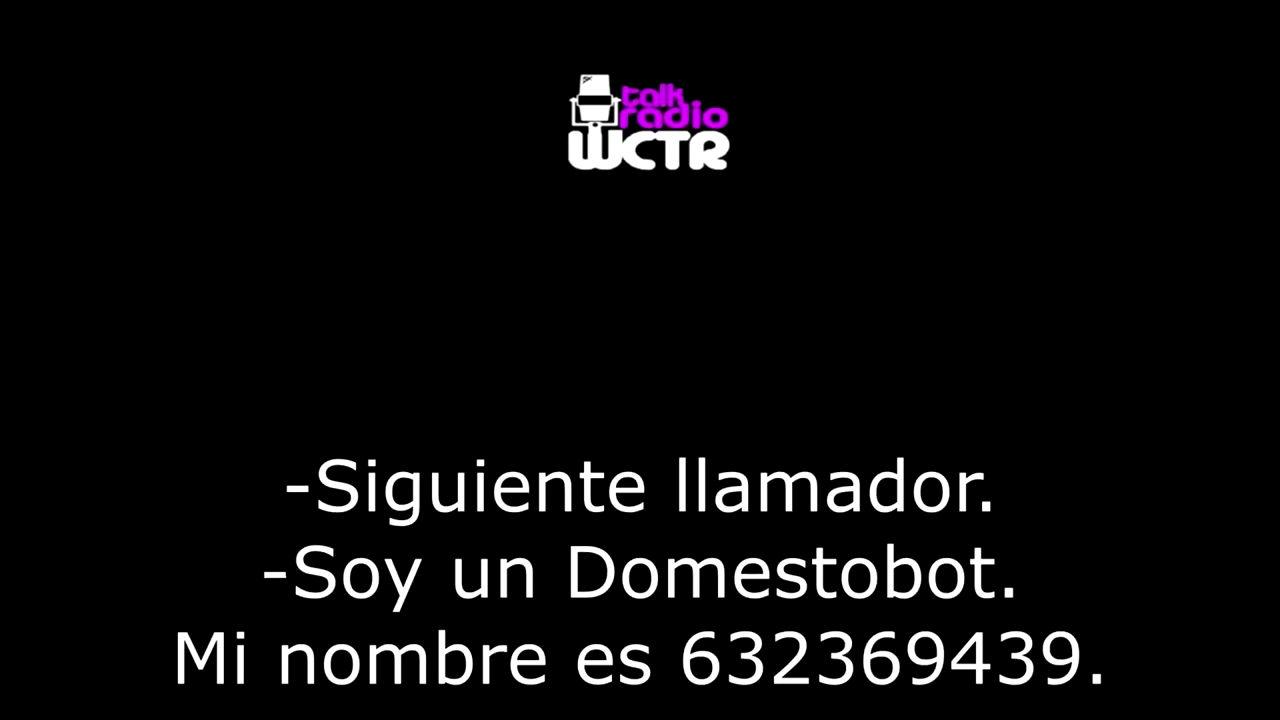 talk
radio
WCTR
-Siguiente llamador.
-Soy un Domestobot.
Mi nombre es 632369439.